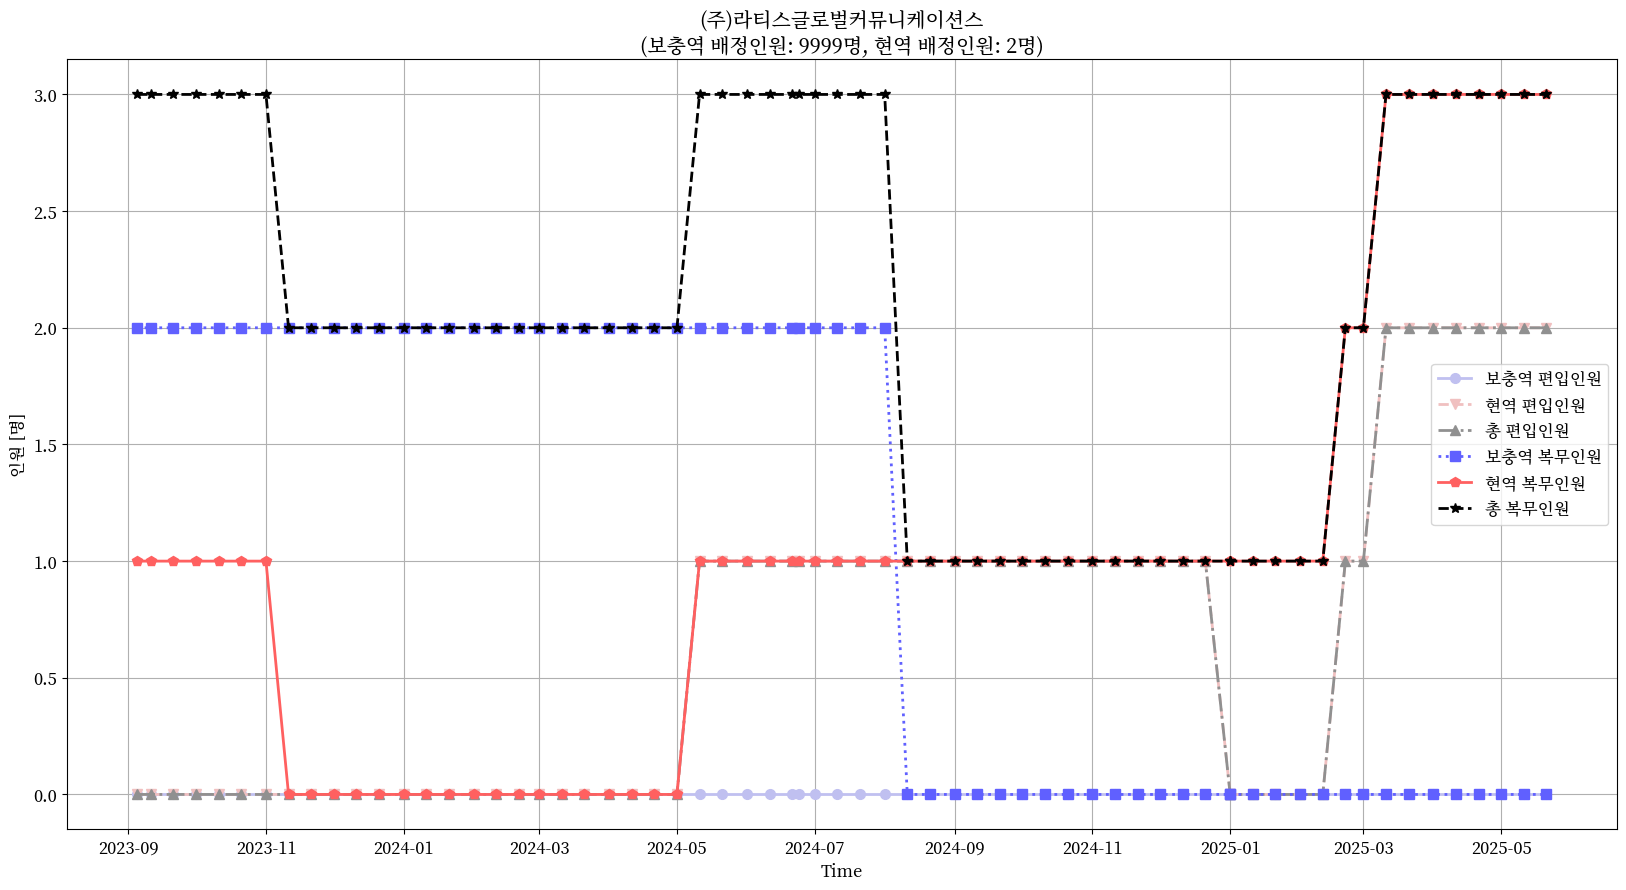 (주)라티스글로벌커뮤니케이션스
(보충역 배정인원: 9999명, 현역 배정인원: 2명)
인원 [명]
3.0
2.5
2.0
1.5
1.0
0.5
0.0
보충역 편입인원
현역 편입인원
총 편입인원
보충역 복무인원
현역 복무인원
총 복무인원
2023-09 2023-11 2024-01 2024-03 2024-05 2024-07 2024-09 2024-11 2025-01 2025-03 2025-05
Time